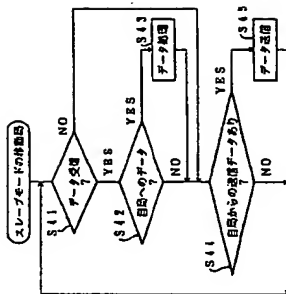 スレーブモードの移動局
S41
データ受信
?
NO
YES
S42
自局へのデータ
?
YES
S43
データ処理
NO
S44
自局からの送信データあり
?
YES
S45
データ送信
NO